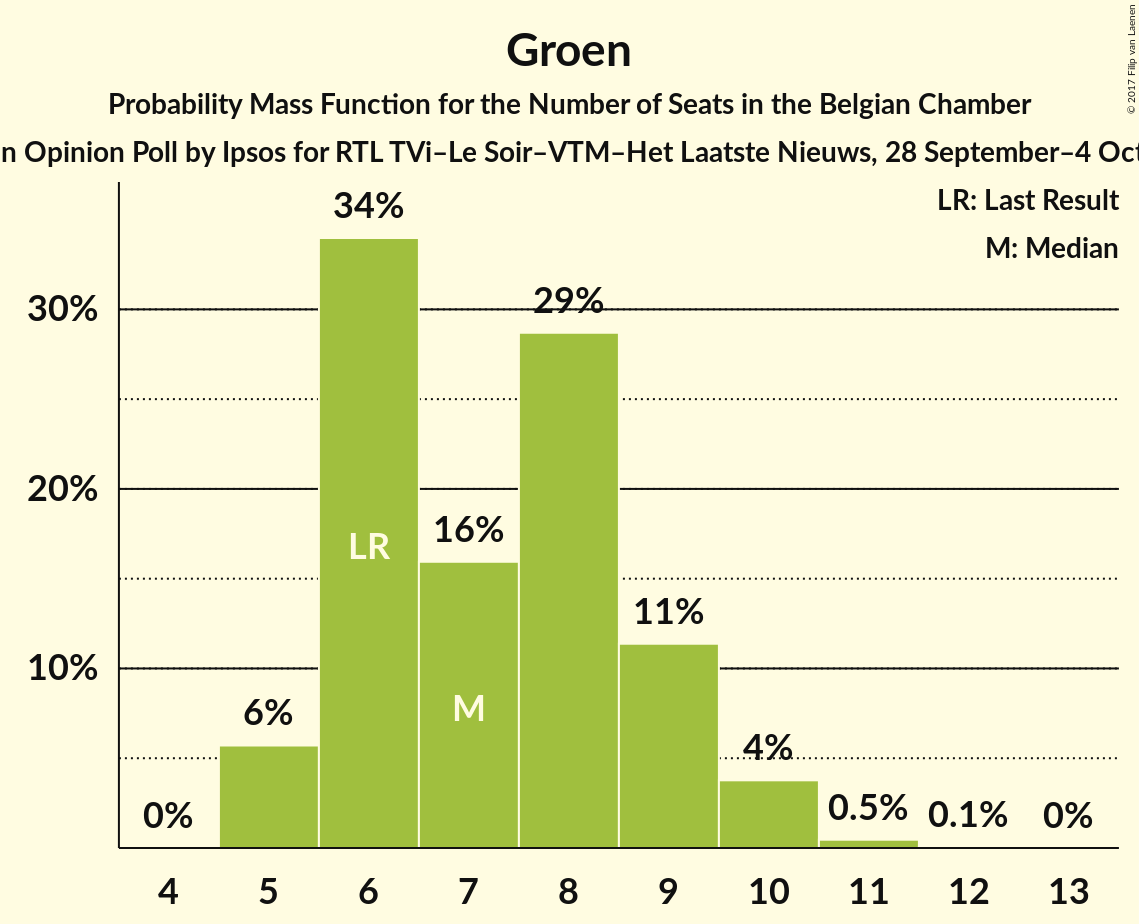 Groen
Probability Mass Function for the Number of Seats in the Belgian Chamber
n Opinion Poll by Ipsos for RTL TVi–Le Soir–VTM–Het Laatste Nieuws, 28 September–4 Oct
© 2017 Filip van Laenen
LR: Last Result
M: Median
30%
20%
10%
0%
6%
34%
16%
29%
11%
4%
0.5%
0.1%
0%
LR
M
4 5 6 7 8 9 10 11 12 13